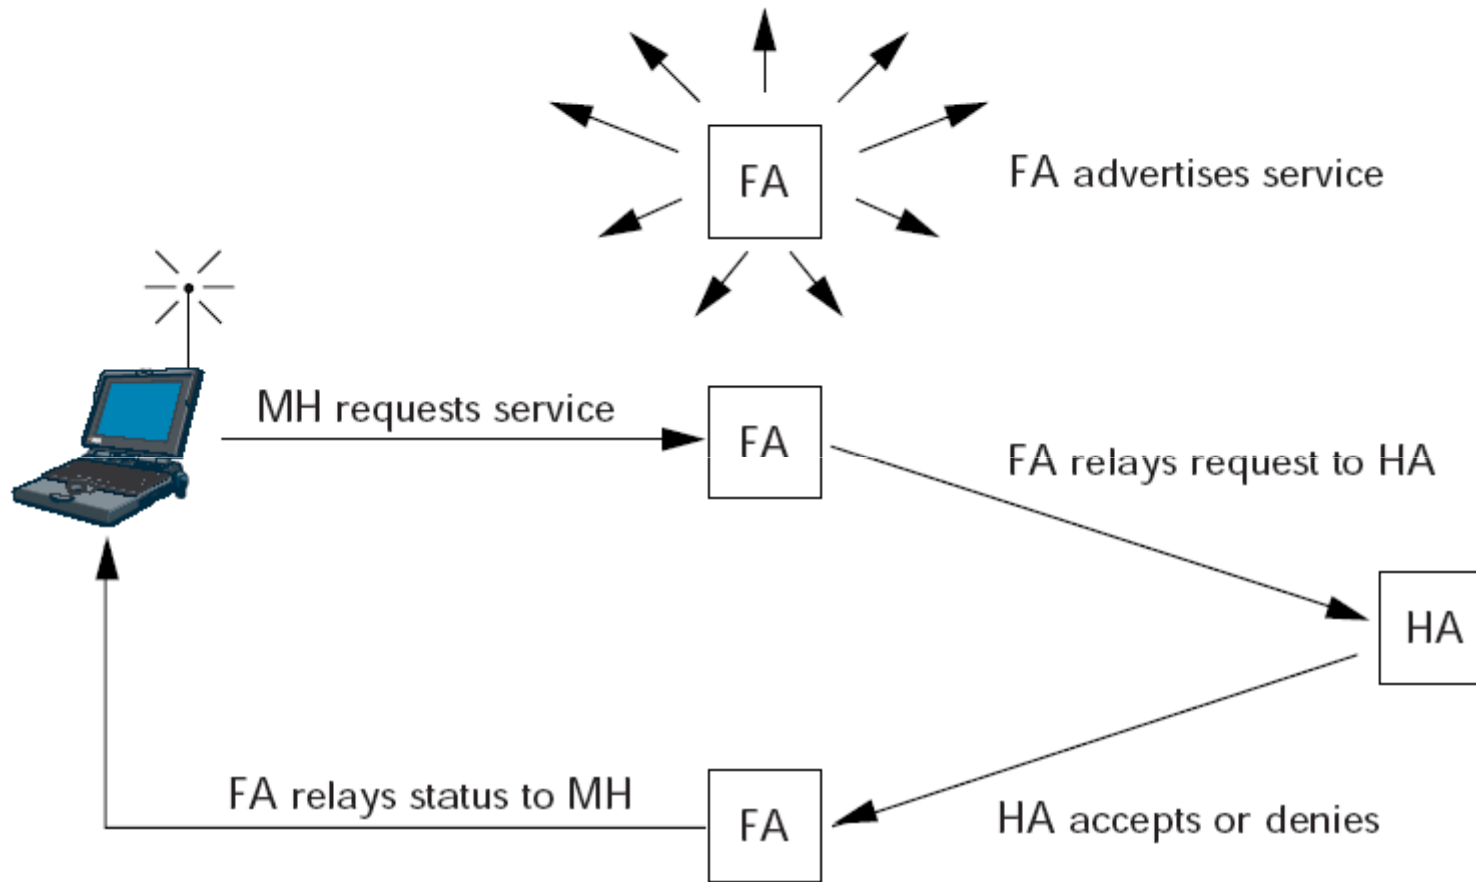 FA
FA advertises service
MH requests service
FA
FA relays request to HA
HA
FA relays status to MH
FA
HA accepts or denies